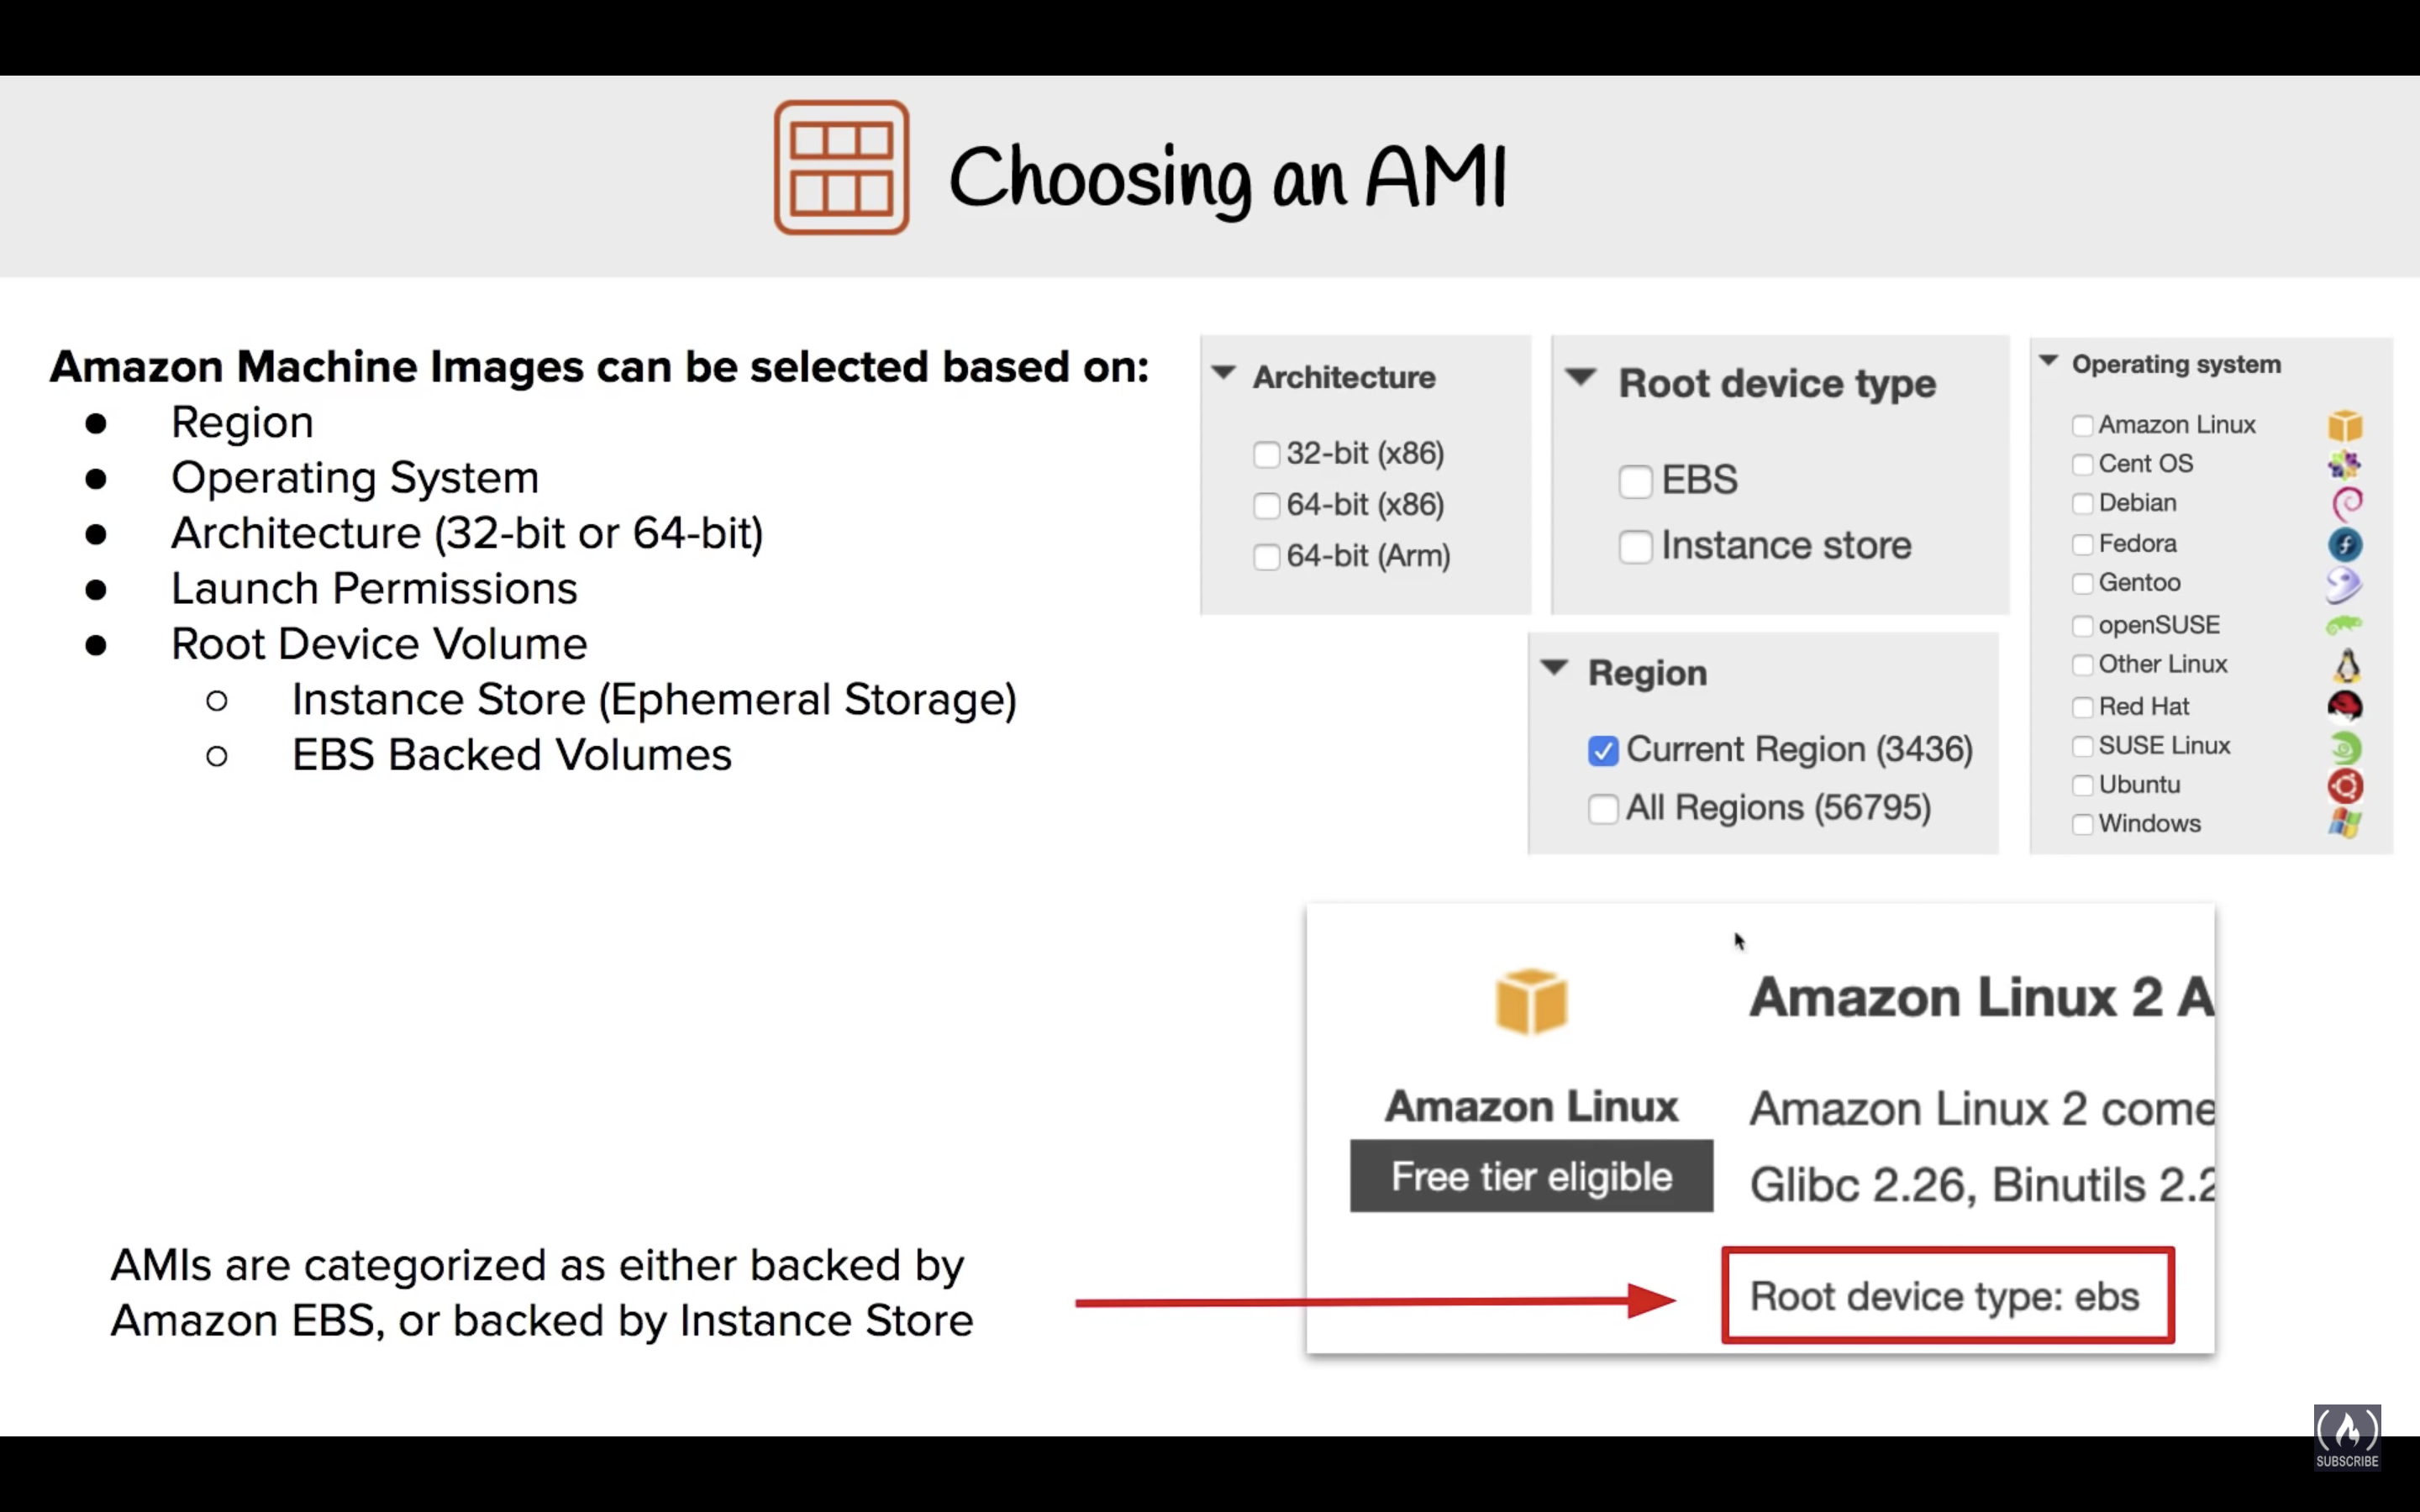 Choosing an AMI
Amazon Machine Images can be selected based on:
● Region
● Operating System
● Architecture (32-bit or 64-bit)
● Launch Permissions
● Root Device Volume
○ Instance Store (Ephemeral Storage)
○ EBS Backed Volumes
Architecture
32-bit (x86)
64-bit (x86)
64-bit (Arm)
Root device type
EBS
Instance store
Region
Current Region (3436)
All Regions (56795)
Operating system
Amazon Linux
Cent OS
Debian
Fedora
Gentoo
openSUSE
Other Linux
Red Hat
SUSE Linux
Ubuntu
Windows
AMIs are categorized as either backed by
Amazon EBS, or backed by Instance Store
Amazon Linux
Free tier eligible
Amazon Linux 2 A
Amazon Linux 2 come
Glibc 2.26, Binutils 2.2
Root device type: ebs
SUBSCRIBE